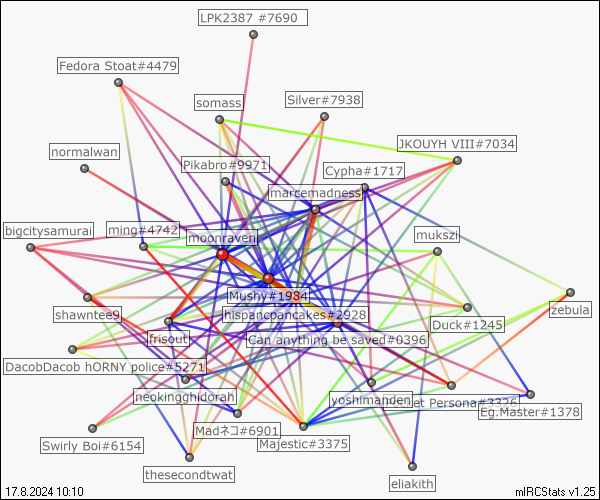 LPK2387 #7690
Fedora Stoat#4479
somass
Silver#7938
normalwan
JKOUYH VIII#7034
Pikabro#9971
Cypha#1717
marcemadness
bigcitysamurai
ming#4742
moonraven
mukszi
Mushy#1984
shawntee9
hispancpancakes#2928
Duck#1245
zebula
frisout
Can anything be saved#0396
DacobDacob hORNY police#5271
neokinghidorah
yoshimanden
Persona#3326
Eg.Master#1378
Madネコ#6901
Swirly Boi#6154
Majestic#3375
thesecondtwat
eliakith
17.8.2024 10:10
mIRCStats v1.25